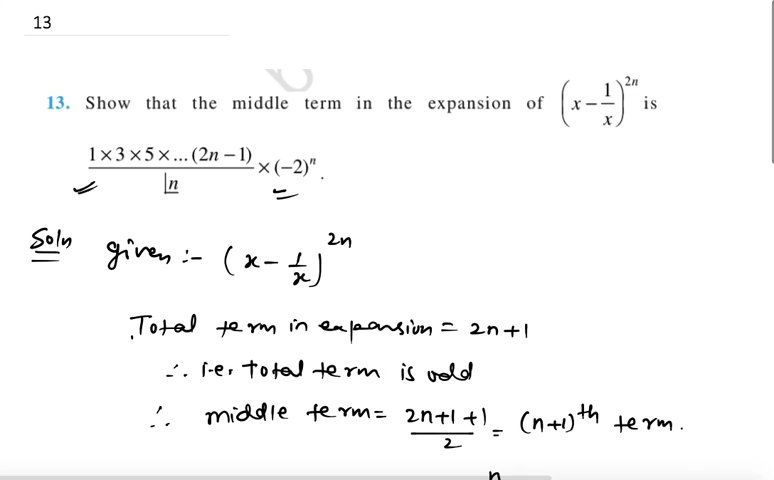 13
13. Show that the middle term in the expansion of (x − 1/x)^2n is
1×3×5×...(2n−1)/|n × (−2)^n.
Soln given :- (x − 1/x)^2n
Total term in expansion = 2n+1
∴ i.e. total term is odd
∴ middle term = 2n+1+1/2 = (n+1)^th term.
n